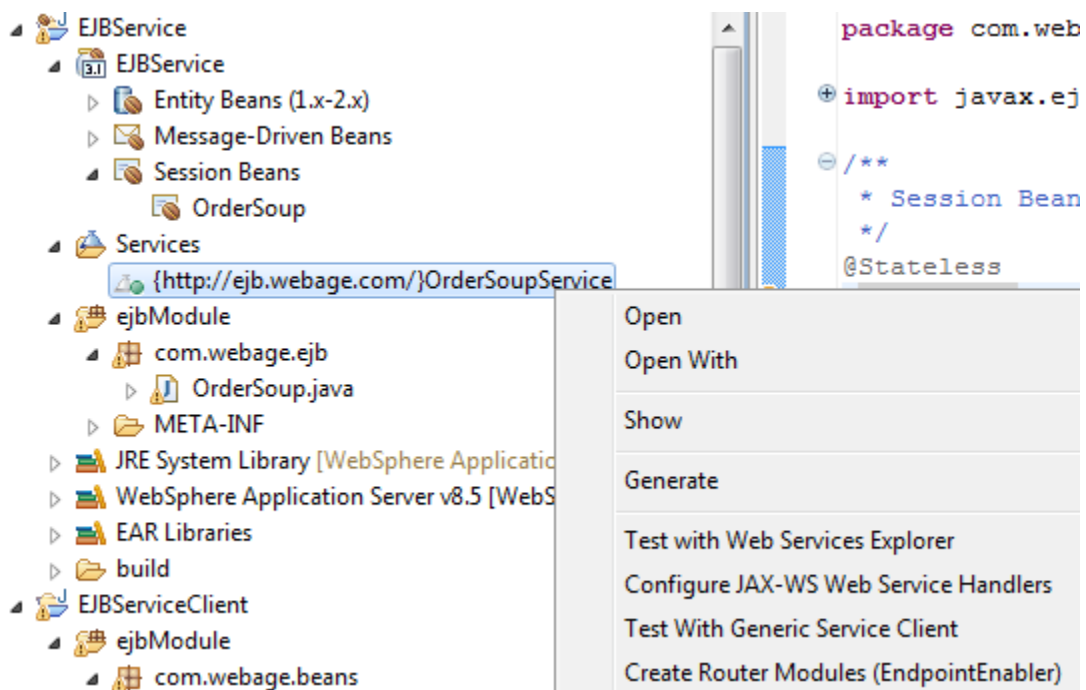 EJBService
EJBService
3.1
Entity Beans (1.x-2.x)
Message-Driven Beans
Session Beans
OrderSoup
Services
{http://ejb.webage.com/}OrderSoupService
ejbModule
com.webage.ejb
OrderSoup.java
META-INF
JRE System Library [WebSphere Applicatio
WebSphere Application Server v8.5 [WebS
EAR Libraries
build
EJBServiceClient
ejbModule
com.webage.beans
package com.web
import javax.ej
/**
* Session Bean
*/
@Stateless
Open
Open With
Show
Generate
Test with Web Services Explorer
Configure JAX-WS Web Service Handlers
Test With Generic Service Client
Create Router Modules (EndpointEnabler)